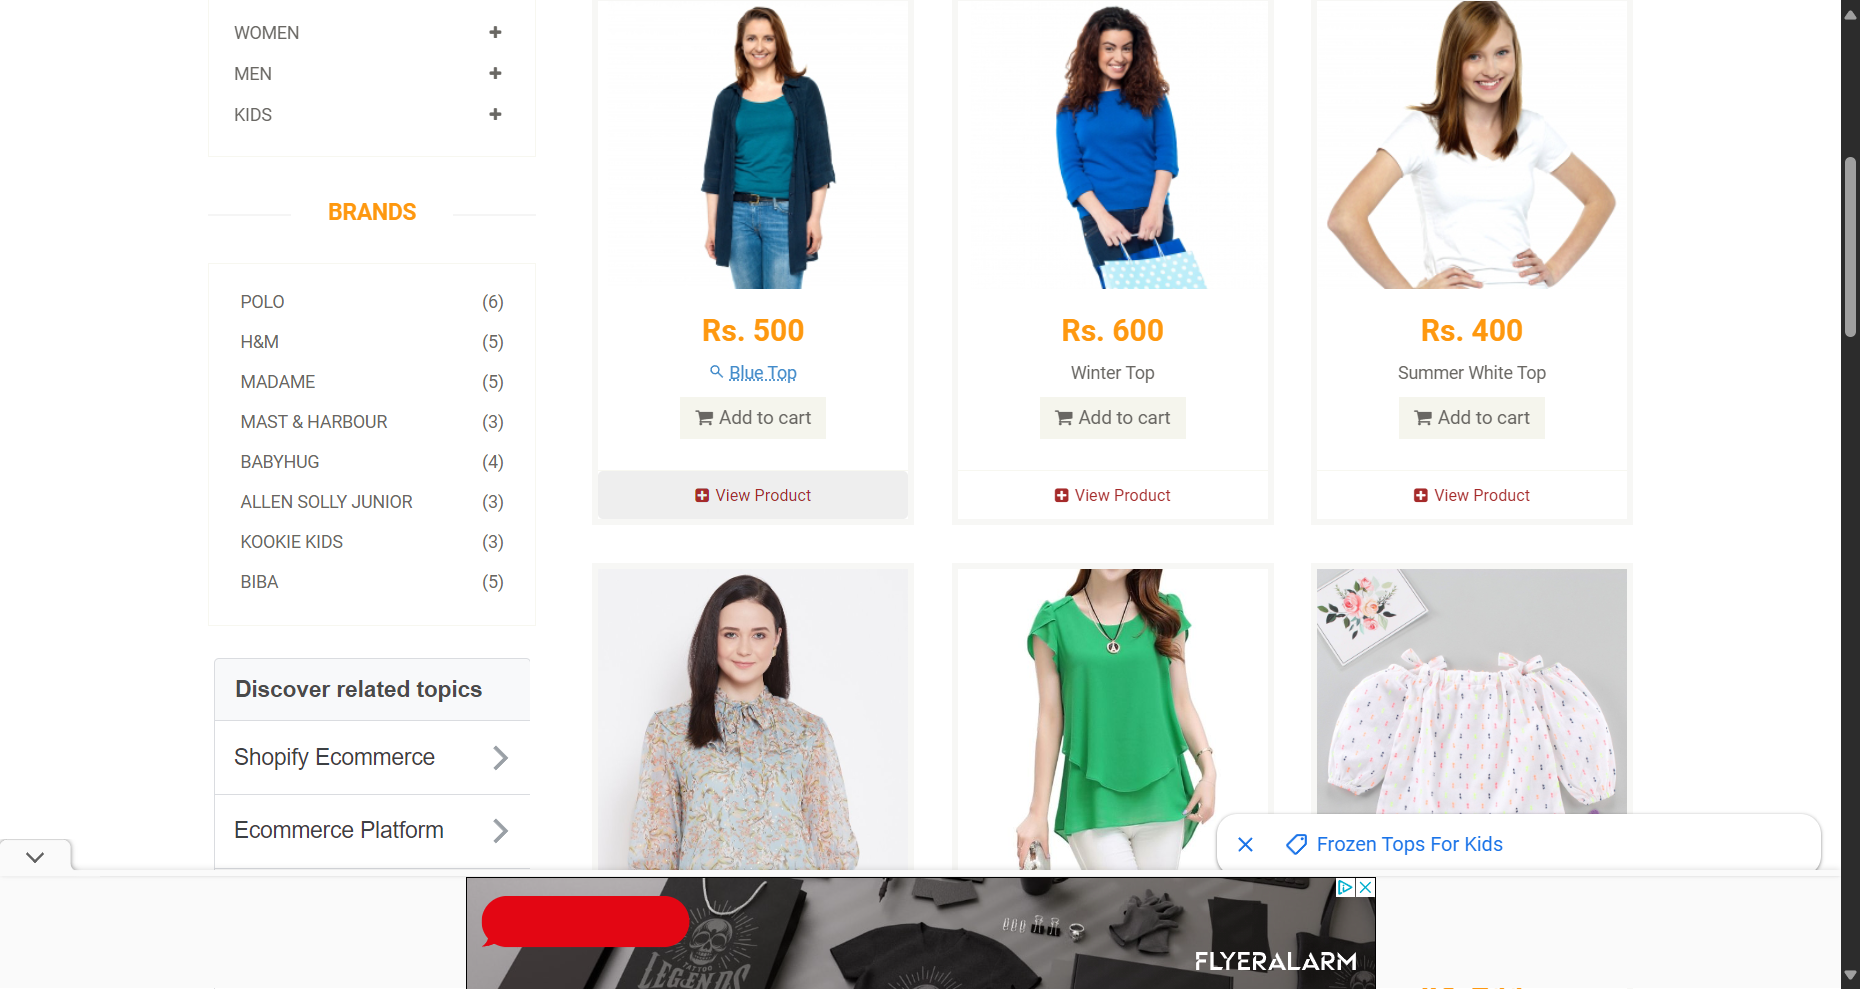 WOMEN
MEN
KIDS
BRANDS
POLO (6)
H&M (5)
MADAME (5)
MAST & HARBOUR (3)
BABYHUG (4)
ALLEN SOLLY JUNIOR (3)
KOOKIE KIDS (3)
BIBA (5)
Discover related topics
Shopify Ecommerce
Ecommerce Platform
Rs. 500
Blue Top
Add to cart
View Product
Rs. 600
Winter Top
Add to cart
View Product
Rs. 400
Summer White Top
Add to cart
View Product
Frozen Tops For Kids
TATTOO
LEGENDS
FLYERALARM